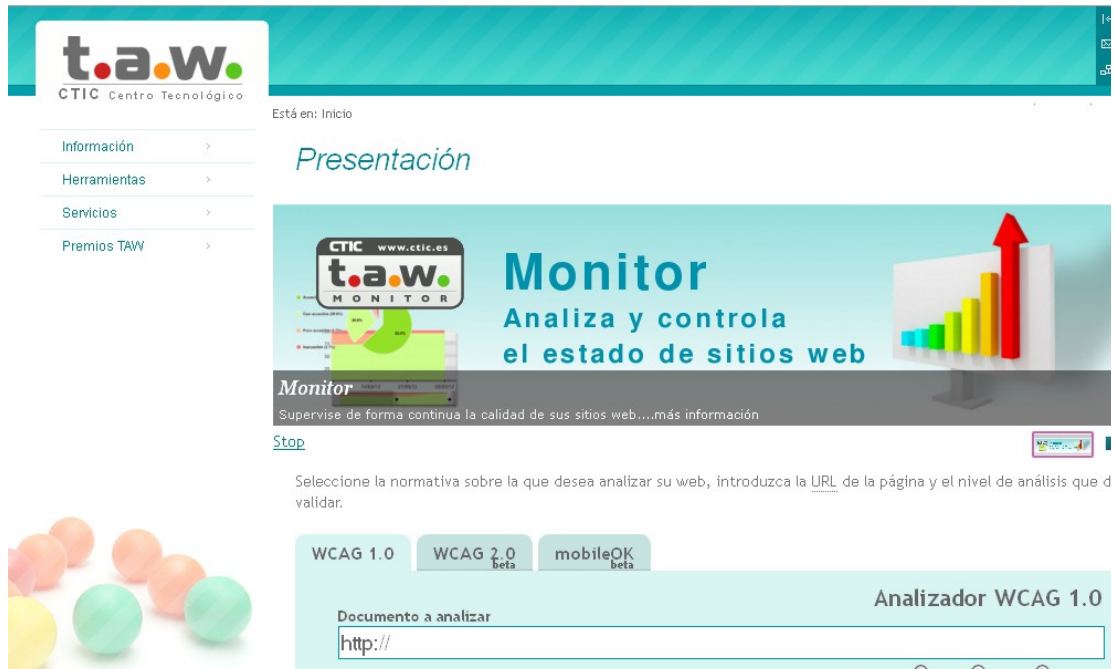 t.a.w.
CTIC Centro Tecnológico
Información
Herramientas
Servicios
Premios TAW
Está en: Inicio
Presentación
CTIC www.ctic.es
t.a.w.
MONITOR
Monitor
Analiza y controla
el estado de sitios web
Monitor
Supervise de forma continua la calidad de sus sitios web....más información
Stop
Seleccione la normativa sobre la que desea analizar su web, introduzca la URL de la página y el nivel de análisis que d
validar.
WCAG 1.0
WCAG 2.0 beta
mobileOK beta
Analizador WCAG 1.0
Documento a analizar
http://